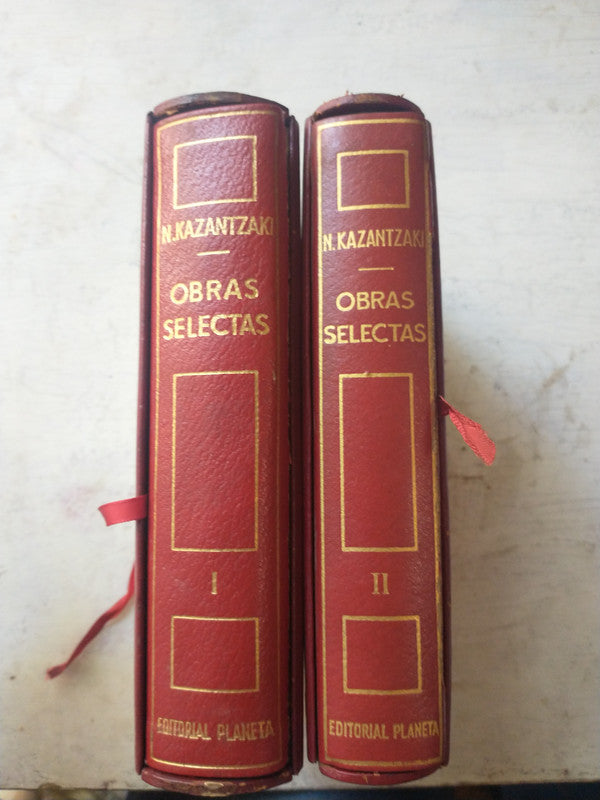 N.KAZANTZAKI
OBRAS
SELECTAS
I
EDITORIAL PLANETA
N.KAZANTZAKI
OBRAS
SELECTAS
II
EDITORIAL PLANETA